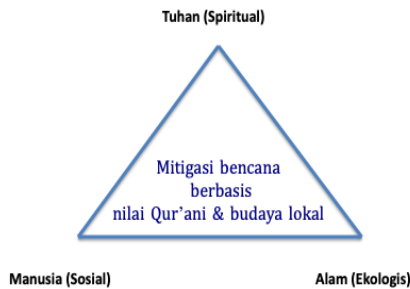 Tuhan (Spiritual)
Mitigasi bencana
berbasis
nilai Qur'ani & budaya lokal
Manusia (Sosial)
Alam (Ekologis)